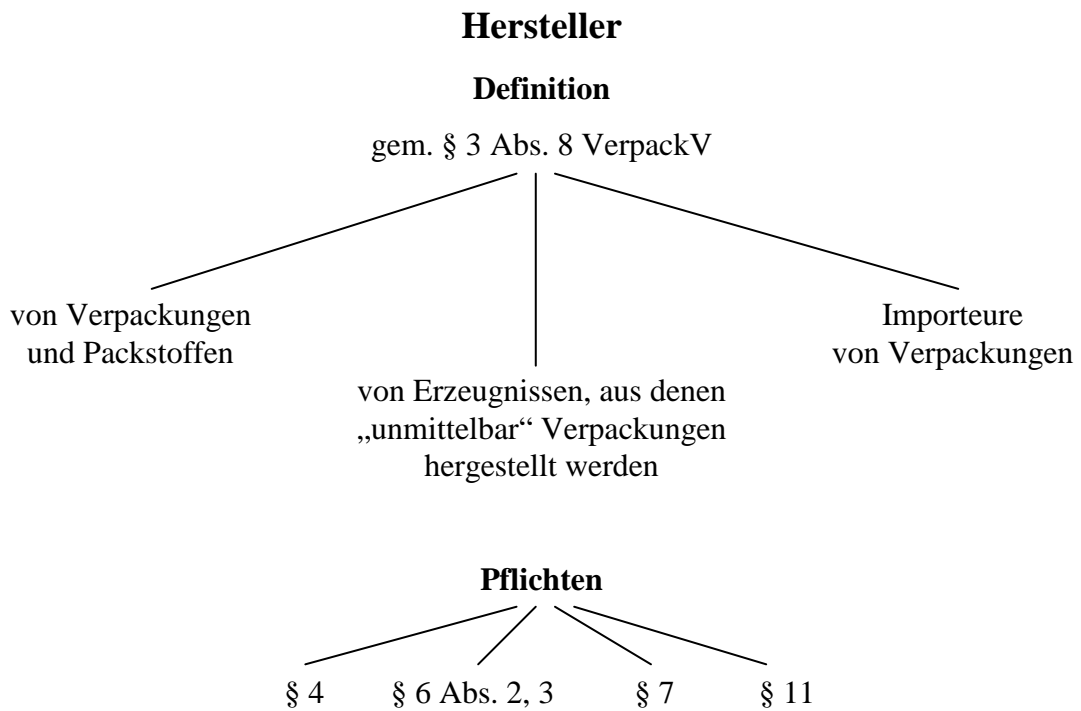 Hersteller
Definition
gem. § 3 Abs. 8 VerpackV
von Verpackungen
und Packstoffen
Importeure
von Verpackungen
von Erzeugnissen, aus denen
„unmittelbar“ Verpackungen
hergestellt werden
Pflichten
§ 4 § 6 Abs. 2, 3 § 7 § 11